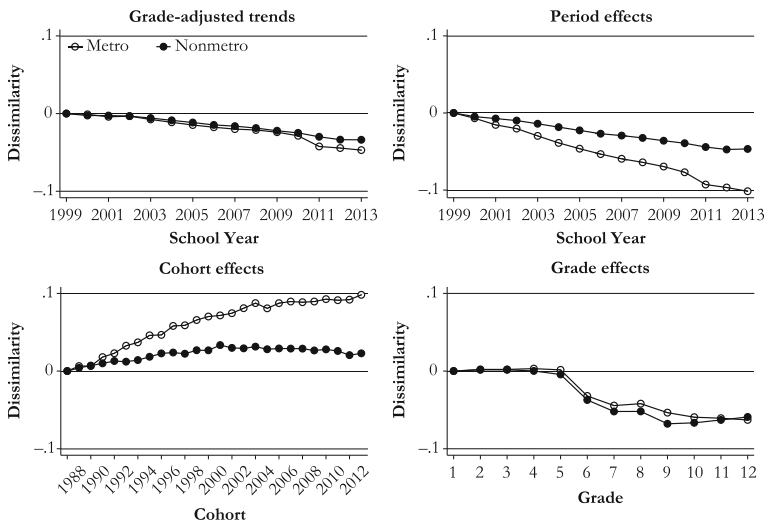 Grade-adjusted trends
.1
Metro
Nonmetro
0
–.1
Dissimilarity
1999 2001 2003 2005 2007 2009 2011 2013
School Year
Period effects
.1
0
–.1
Dissimilarity
1999 2001 2003 2005 2007 2009 2011 2013
School Year
Cohort effects
.1
0
–.1
Dissimilarity
1988 1990 1992 1994 1996 1998 2000 2002 2004 2006 2008 2010 2012
Cohort
Grade effects
.1
0
–.1
Dissimilarity
1 2 3 4 5 6 7 8 9 10 11 12
Grade